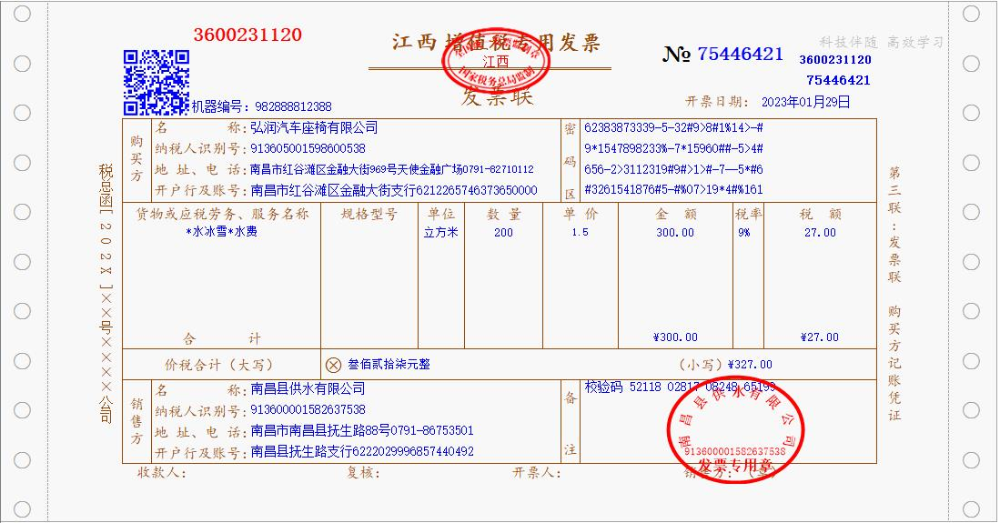 3600231120
江西增值税专用发票
全国统一发票监制章
江西
国家税务总局监制
发票联
№ 75446421
科技伴随 高效学习
3600231120
75446421
机器编号: 982888812388
开票日期: 2023年01月29日
税总函[202X]××号××××公司
购买方
名 称: 弘润汽车座椅有限公司
纳税人识别号: 913605001598600538
地 址、电 话: 南昌市红谷滩区金融大街969号天使金融广场0791-82710112
开户行及账号: 南昌市红谷滩区金融大街支行6212265746373650000
密码区
62383873339-5-32#9>8#1%14>-#
9*1547898233%-7*15960##-5>4#
656-2>3112319#9#>1>#-7—5*#6
#3261541876#5-#%07>19*4#%161
货物或应税劳务、服务名称 规格型号 单位 数 量 单 价 金 额 税率 税 额
*水冰雪*水费 立方米 200 1.5 300.00 9% 27.00
合 计 ¥300.00 ¥27.00
价税合计（大写） ⊗ 叁佰贰拾柒元整 （小写）¥327.00
销售方
名 称: 南昌县供水有限公司
纳税人识别号: 913600001582637538
地 址、电 话: 南昌市南昌县抚生路88号0791-86753501
开户行及账号: 南昌县抚生路支行6222029996857440492
备注
校验码 52118 02817 08248 65199
南昌县供水有限公司
913600001582637538
发票专用章
收款人: 复核: 开票人: 销售方:（章）
第三联:发票联 购买方记账凭证